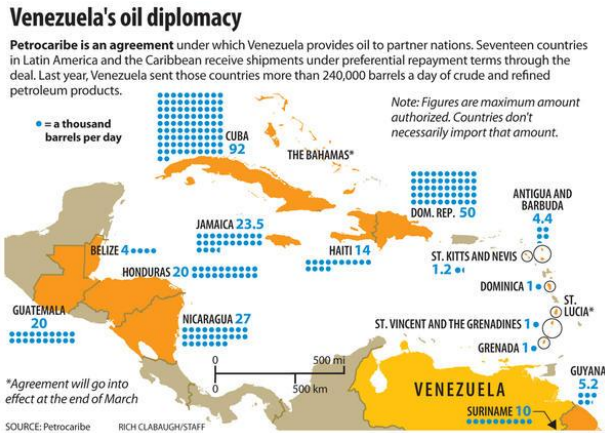 Venezuela's oil diplomacy
Petrocaribe is an agreement under which Venezuela provides oil to partner nations. Seventeen countries
in Latin America and the Caribbean receive shipments under preferential repayment terms through the
deal. Last year, Venezuela sent those countries more than 240,000 barrels a day of crude and refined
petroleum products.
= a thousand
barrels per day
Note: Figures are maximum amount
authorized. Countries don't
necessarily import that amount.
CUBA
92
THE BAHAMAS*
DOM. REP. 50
ANTIGUA AND
BARBUDA
4.4
JAMAICA 23.5
HAITI 14
BELIZE 4
ST. KITTS AND NEVIS
1.2
HONDURAS 20
DOMINICA 1
ST.
LUCIA*
GUATEMALA
20
NICARAGUA 27
ST. VINCENT AND THE GRENADINES 1
GRENADA 1
0 500 mi
0 500 km
GUYANA
5.2
VENEZUELA
SURINAME 10
*Agreement will go into
effect at the end of March
SOURCE: Petrocaribe RICH CLABAUGH/STAFF